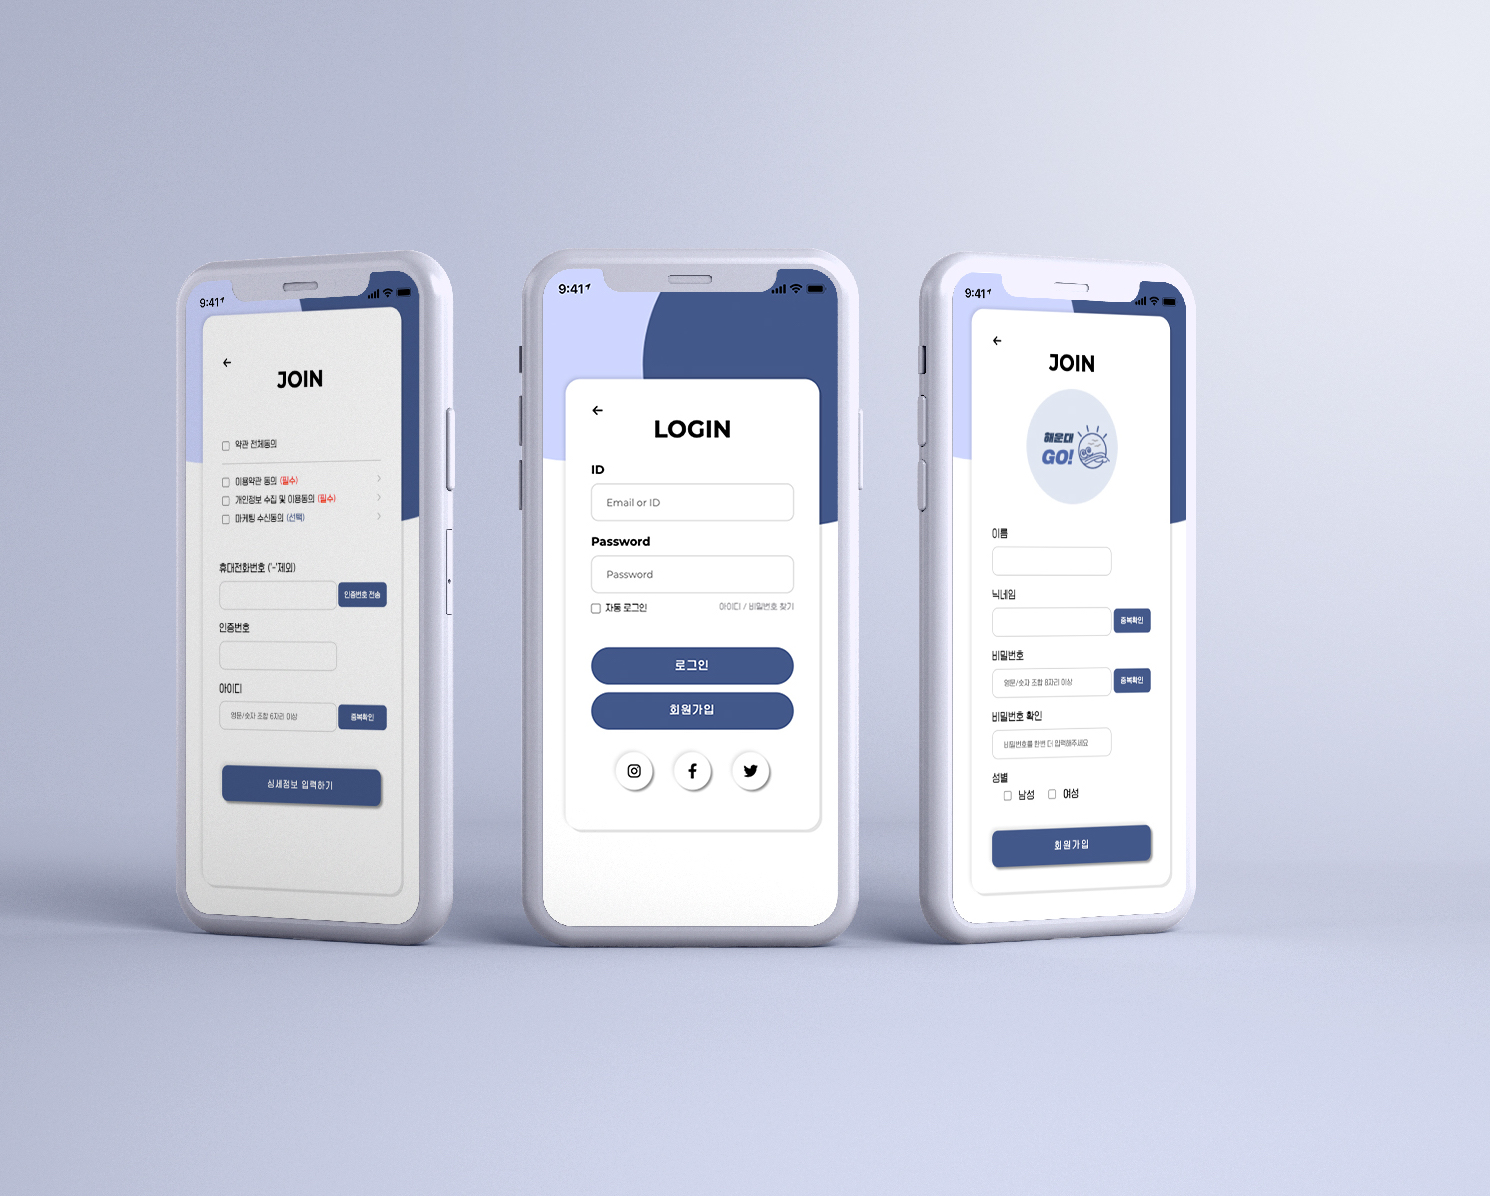 9:41
JOIN
약관 전체동의
이용약관 동의 (필수)
개인정보 수집 및 이용동의 (필수)
마케팅 수신동의 (선택)
휴대전화번호 ('-'제외)
인증번호 전송
인증번호
아이디
영문/숫자 조합 6자리 이상
중복확인
상세정보 입력하기
9:41
LOGIN
ID
Email or ID
Password
Password
자동 로그인
아이디 / 비밀번호 찾기
로그인
회원가입
9:41
JOIN
해운대
GO!
이름
닉네임
중복확인
비밀번호
영문/숫자 조합 8자리 이상
중복확인
비밀번호 확인
비밀번호를 한번 더 입력해주세요
성별
남성 여성
회원가입